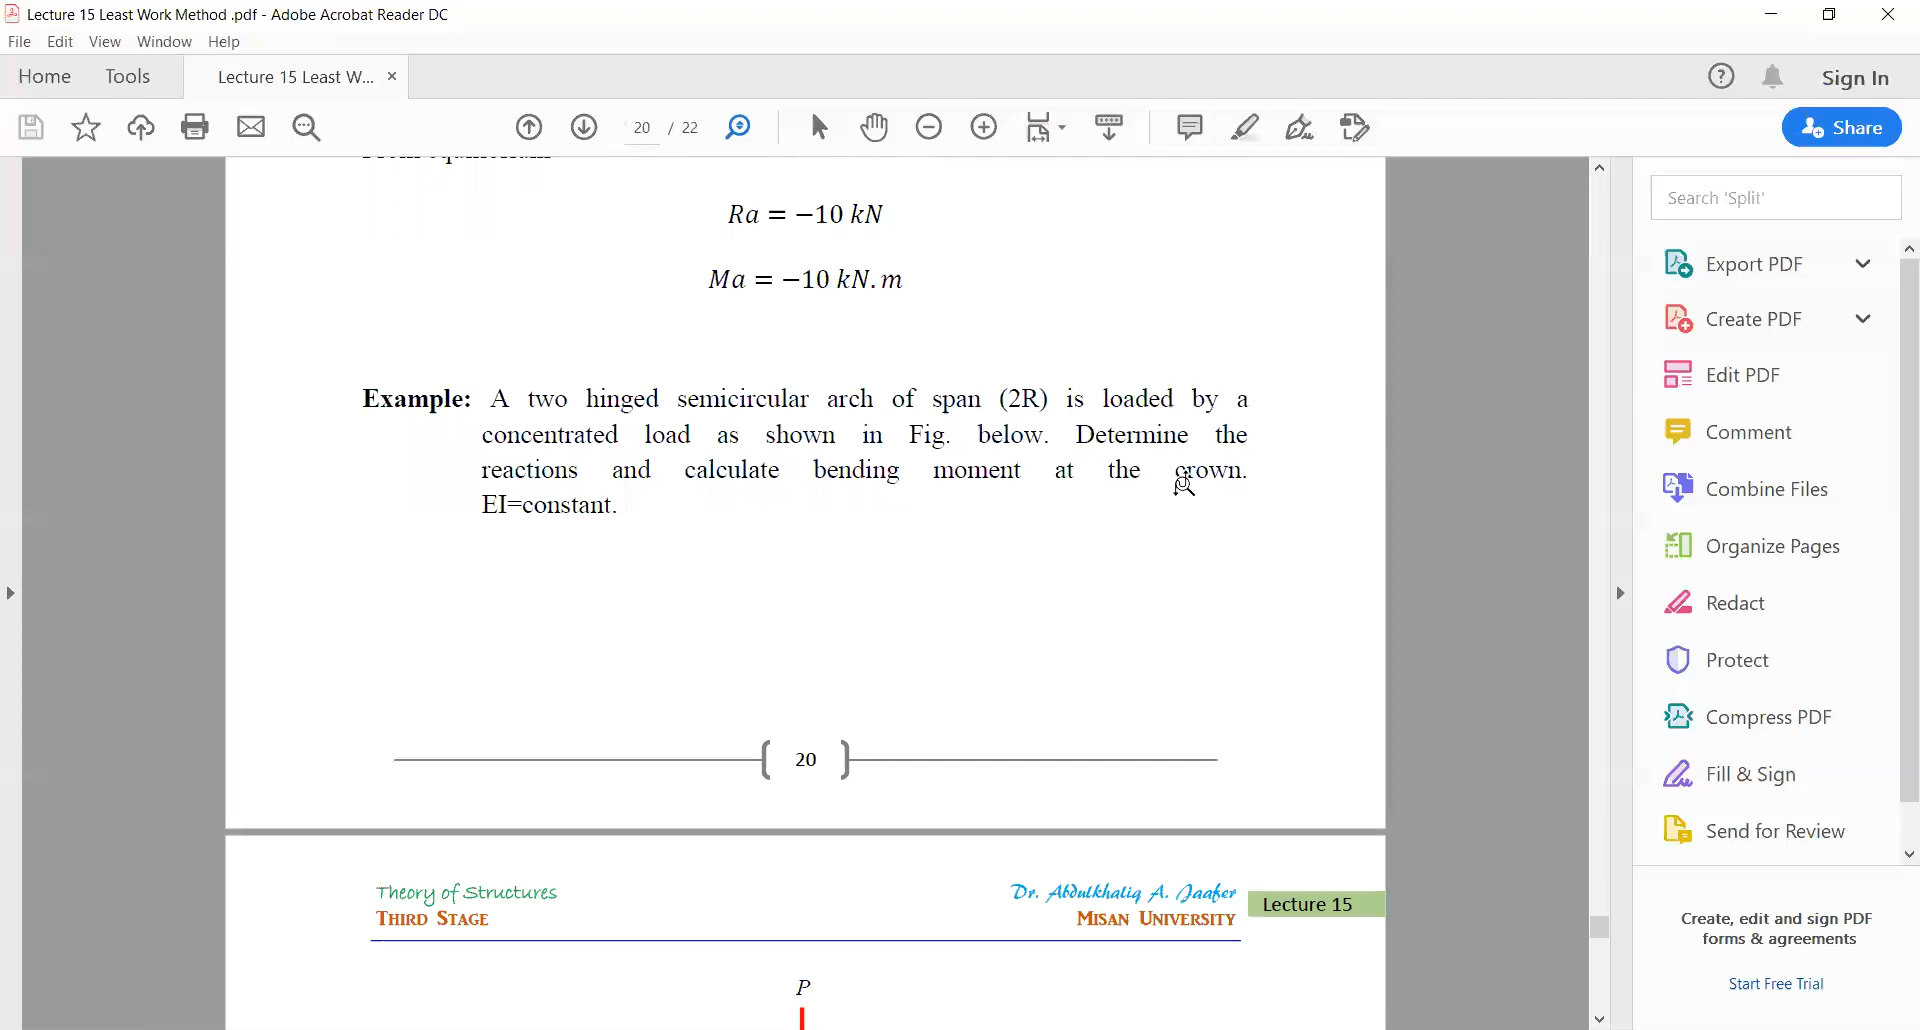 Lecture 15 Least Work Method .pdf - Adobe Acrobat Reader DC
File Edit View Window Help
Home Tools Lecture 15 Least W... ×
? Sign In
20 / 22
Share
Ra = −10 kN
Ma = −10 kN.m
Example: A two hinged semicircular arch of span (2R) is loaded by a
concentrated load as shown in Fig. below. Determine the
reactions and calculate bending moment at the crown.
EI=constant.
20
Theory of Structures
THIRD STAGE
Dr. Abdulkhaliq A. Jaafer
MISAN UNIVERSITY
Lecture 15
P
Search 'Split'
Export PDF
Create PDF
Edit PDF
Comment
Combine Files
Organize Pages
Redact
Protect
Compress PDF
Fill & Sign
Send for Review
Create, edit and sign PDF
forms & agreements
Start Free Trial